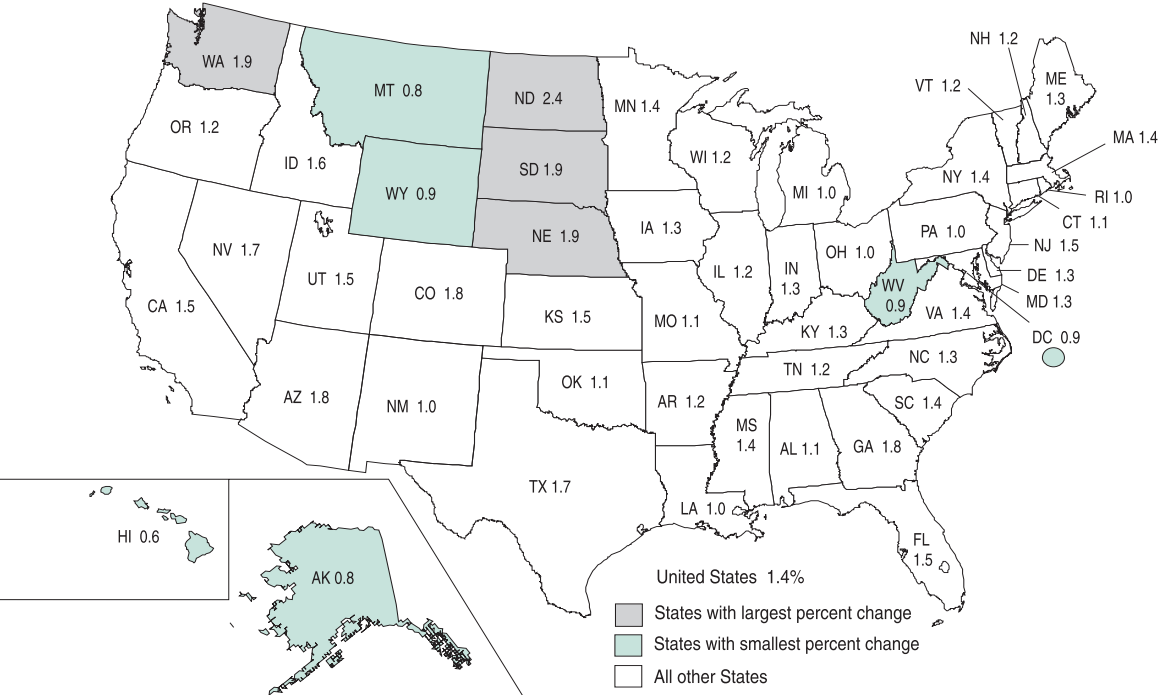 NH 1.2
VT 1.2
ME
1.3
WA 1.9
MT 0.8
ND 2.4
MN 1.4
OR 1.2
MA 1.4
ID 1.6
WI 1.2
SD 1.9
NY 1.4
WY 0.9
MI 1.0
RI 1.0
CT 1.1
IA 1.3
NE 1.9
PA 1.0
NJ 1.5
NV 1.7
OH 1.0
UT 1.5
IL 1.2
IN
1.3
DE 1.3
CO 1.8
WV
0.9
MD 1.3
CA 1.5
KS 1.5
MO 1.1
VA 1.4
KY 1.3
DC 0.9
NC 1.3
TN 1.2
OK 1.1
AZ 1.8
NM 1.0
AR 1.2
SC 1.4
MS
1.4
AL 1.1
GA 1.8
TX 1.7
LA 1.0
HI 0.6
FL
1.5
AK 0.8
United States 1.4%
States with largest percent change
States with smallest percent change
All other States